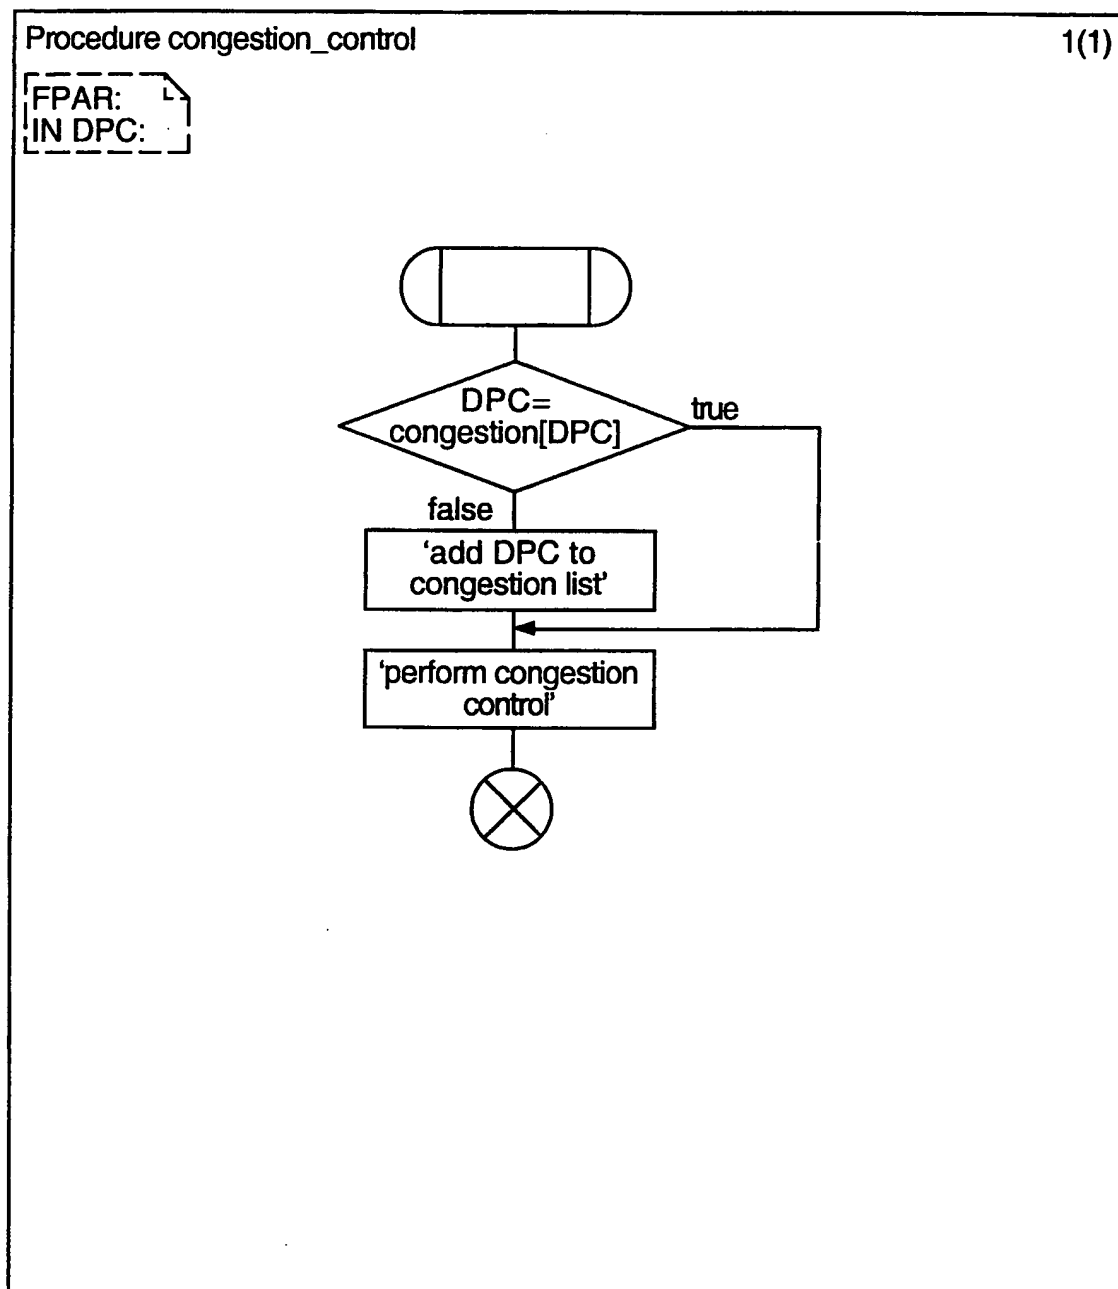 Procedure congestion_control
1(1)
FPAR:
IN DPC:
DPC=
congestion[DPC]
true
false
‘add DPC to
congestion list’
‘perform congestion
control’